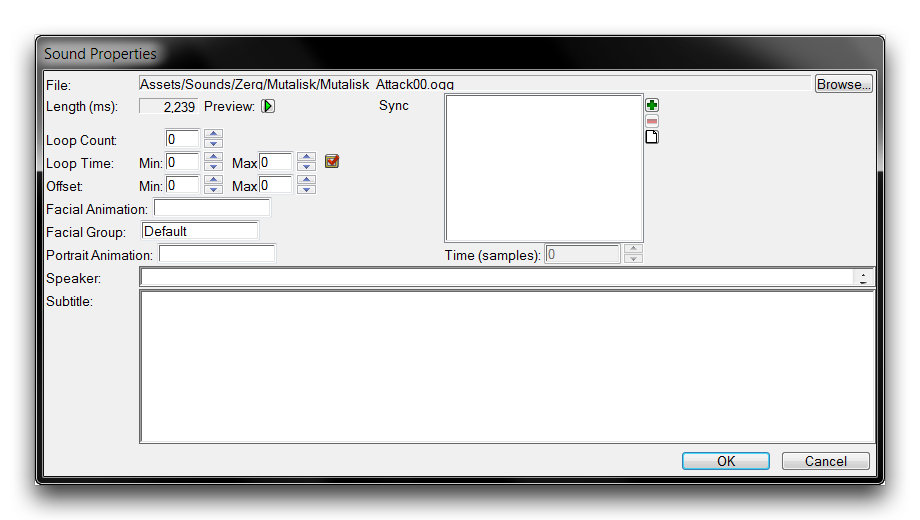 Sound Properties
File: Assets/Sounds/Zerg/Mutalisk/Mutalisk_Attack00.ogg Browse...
Length (ms): 2,239 Preview: Sync
Loop Count: 0
Loop Time: Min: 0 Max 0
Offset: Min: 0 Max 0
Facial Animation:
Facial Group: Default
Portrait Animation: Time (samples): 0
Speaker:
Subtitle:
OK Cancel